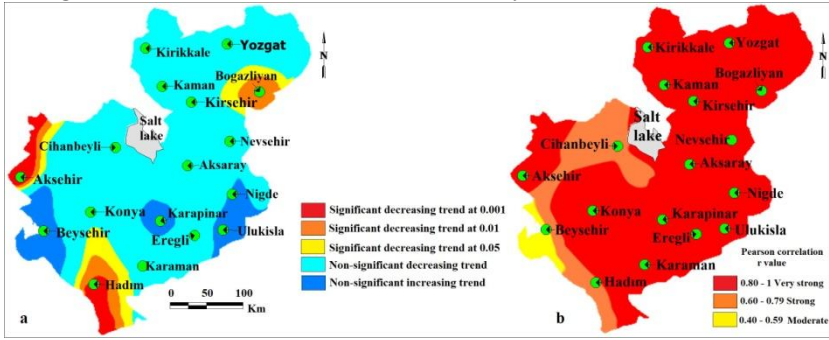 Kirikkale
Yozgat
N
Bogazliyan
Kaman
Kirsehir
Salt
lake
Cihanbeyli
Nevsehir
Aksaray
Aksehir
Nigde
Konya
Karapinar
Beysehir
Eregli
Ulukisla
Karaman
Hadım
0 50 100
Km
a
Significant decreasing trend at 0.001
Significant decreasing trend at 0.01
Significant decreasing trend at 0.05
Non-significant decreasing trend
Non-significant increasing trend
Kirikkale
Yozgat
N
Bogazliyan
Kaman
Kirsehir
Salt
lake
Cihanbeyli
Nevsehir
Aksaray
Aksehir
Nigde
Konya
Karapinar
Beysehir
Eregli
Ulukisla
Karaman
Hadim
b
Pearson correlation
r value
0.80 - 1 Very strong
0.60 - 0.79 Strong
0.40 - 0.59 Moderate